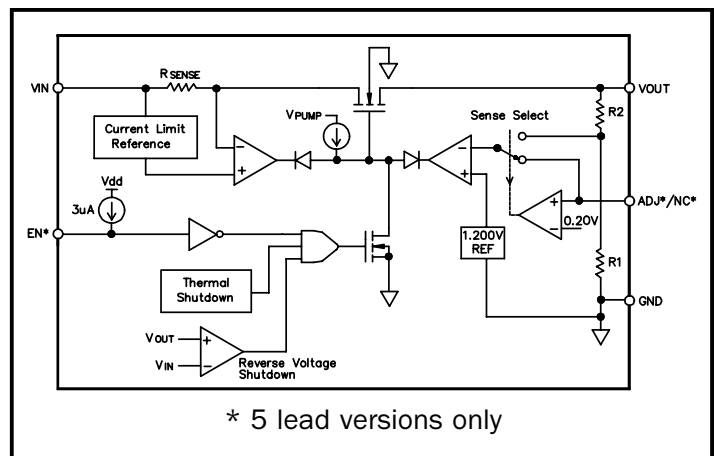 RSENSE
VIN
VOUT
VPUMP
Sense Select
R2
Current Limit
Reference
−
+
−
+
Vdd
3uA
+
−
0.20V
ADJ*/NC*
EN*
1.200V
REF
R1
Thermal
Shutdown
GND
VOUT
+
VIN
−
Reverse Voltage
Shutdown
* 5 lead versions only